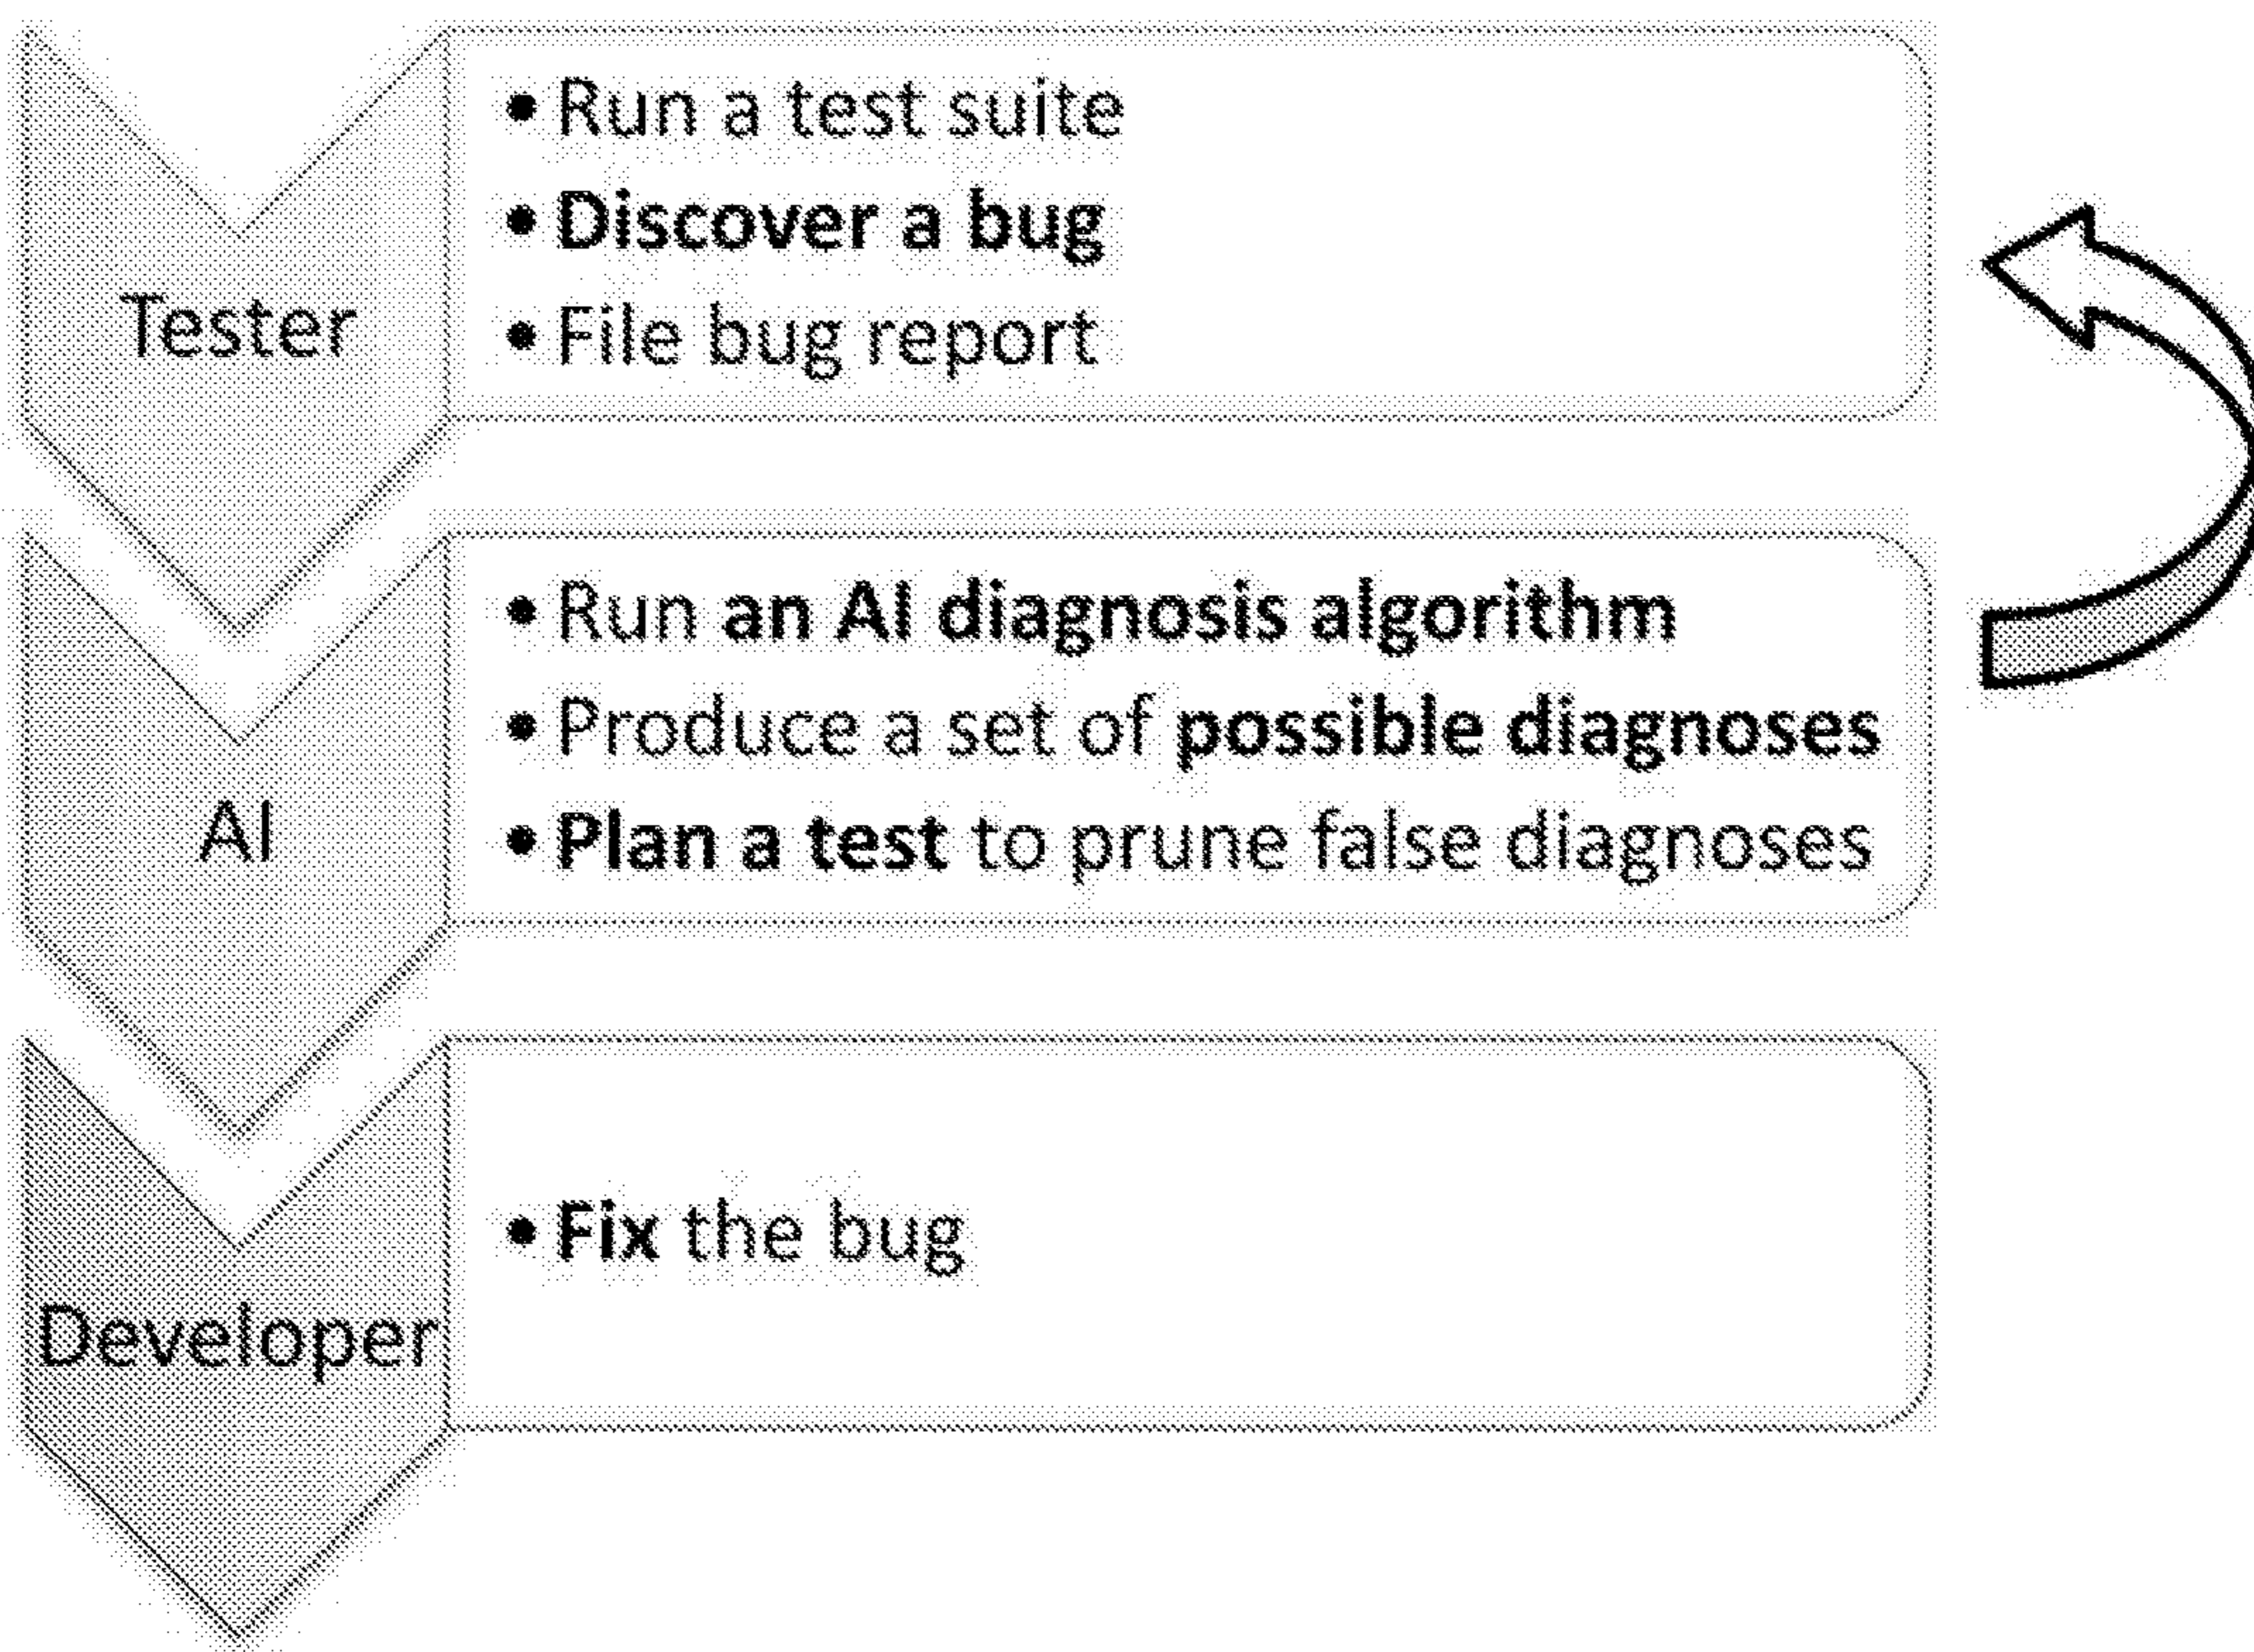 Tester
• Run a test suite
• Discover a bug
• File bug report
AI
• Run an AI diagnosis algorithm
• Produce a set of possible diagnoses
• Plan a test to prune false diagnoses
Developer
• Fix the bug